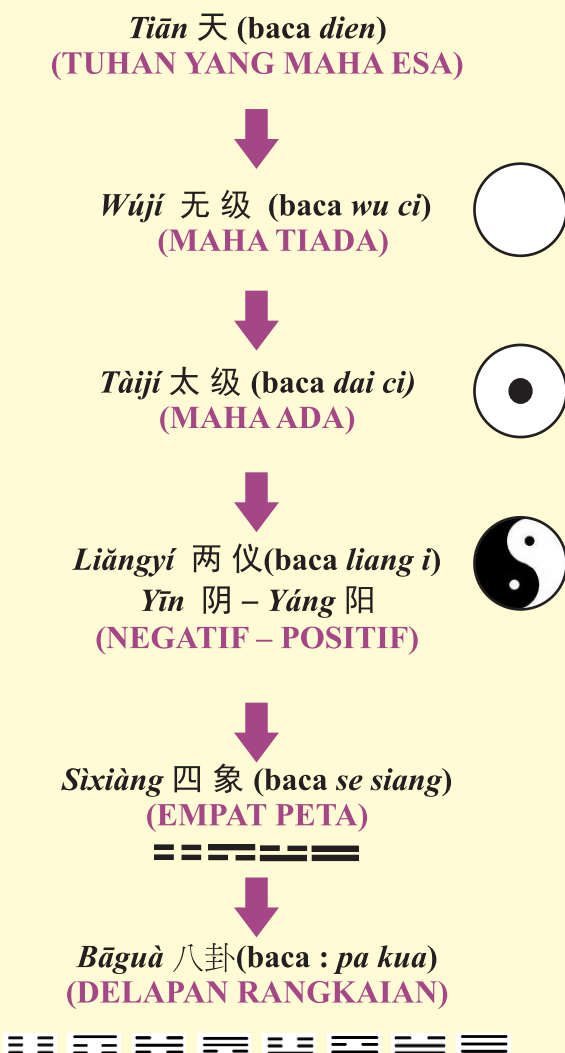 Tiān 天 (baca dien)
(TUHAN YANG MAHA ESA)
Wújí 无 级 (baca wu ci)
(MAHA TIADA)
Tàijí 太 级 (baca dai ci)
(MAHA ADA)
Liăngyí 两 仪(baca liang i)
Yīn 阴 – Yáng 阳
(NEGATIF – POSITIF)
Sìxiàng 四 象 (baca se siang)
(EMPAT PETA)
Bāguà 八卦(baca : pa kua)
(DELAPAN RANGKAIAN)